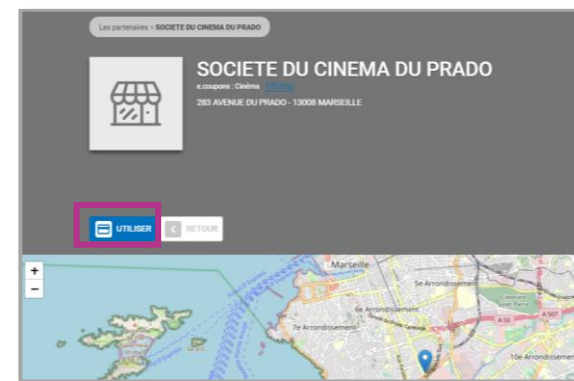 Les partenaires > SOCIETE DU CINEMA DU PRADO
SOCIETE DU CINEMA DU PRADO
e.coupons : Cinéma
283 AVENUE DU PRADO - 13008 MARSEILLE
UTILISER
RETOUR
+
−
Marseille
5e Arrondissement
6e Arrondissement
7e Arrondissement
10e Arrondissement
A 50
A 507